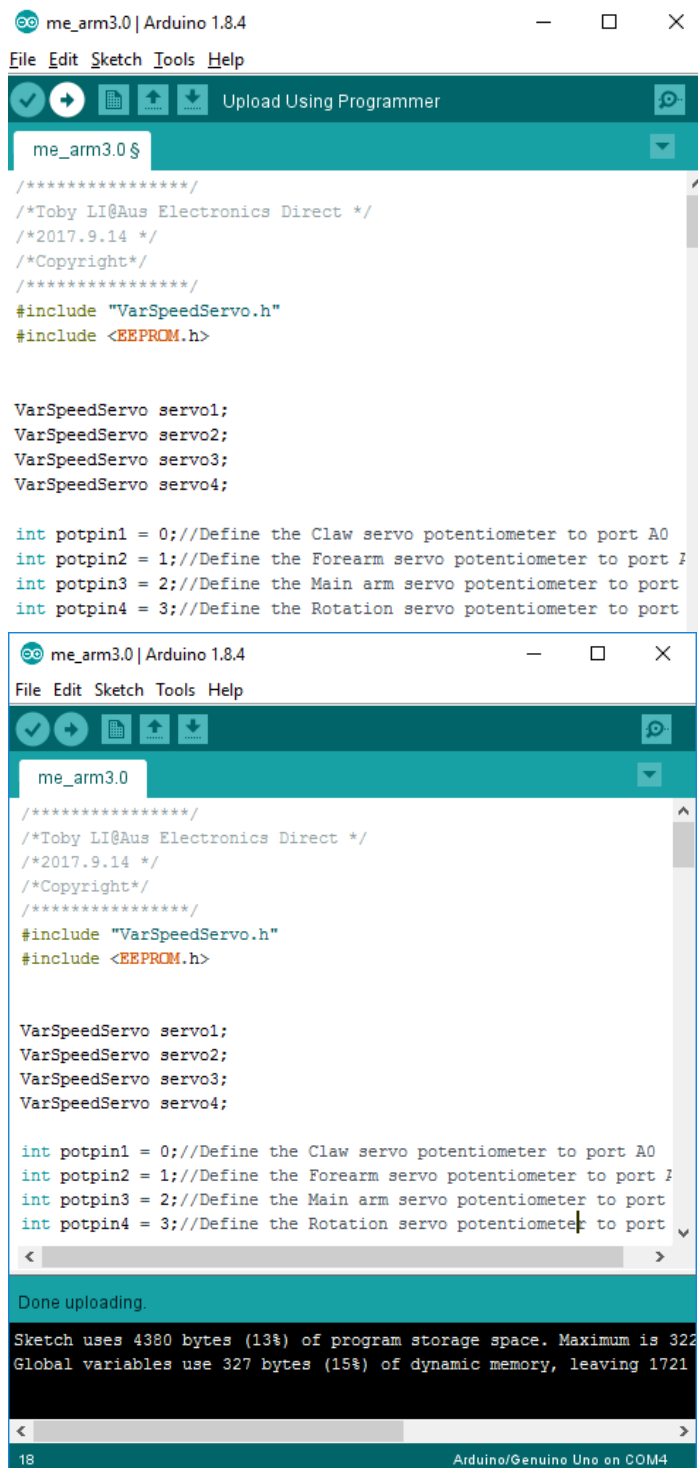 me_arm3.0 | Arduino 1.8.4
File Edit Sketch Tools Help
Upload Using Programmer
me_arm3.0 §
/****************/
/*Toby LI@Aus Electronics Direct */
/*2017.9.14 */
/*Copyright*/
/****************/
#include "VarSpeedServo.h"
#include <EEPROM.h>
VarSpeedServo servo1;
VarSpeedServo servo2;
VarSpeedServo servo3;
VarSpeedServo servo4;
int potpin1 = 0;//Define the Claw servo potentiometer to port A0
int potpin2 = 1;//Define the Forearm servo potentiometer to port
int potpin3 = 2;//Define the Main arm servo potentiometer to port
int potpin4 = 3;//Define the Rotation servo potentiometer to port
me_arm3.0 | Arduino 1.8.4
File Edit Sketch Tools Help
me_arm3.0
/****************/
/*Toby LI@Aus Electronics Direct */
/*2017.9.14 */
/*Copyright*/
/****************/
#include "VarSpeedServo.h"
#include <EEPROM.h>
VarSpeedServo servo1;
VarSpeedServo servo2;
VarSpeedServo servo3;
VarSpeedServo servo4;
int potpin1 = 0;//Define the Claw servo potentiometer to port A0
int potpin2 = 1;//Define the Forearm servo potentiometer to port
int potpin3 = 2;//Define the Main arm servo potentiometer to port
int potpin4 = 3;//Define the Rotation servo potentiometer to port
Done uploading.
Sketch uses 4380 bytes (13%) of program storage space. Maximum is 322
Global variables use 327 bytes (15%) of dynamic memory, leaving 1721
18
Arduino/Genuino Uno on COM4